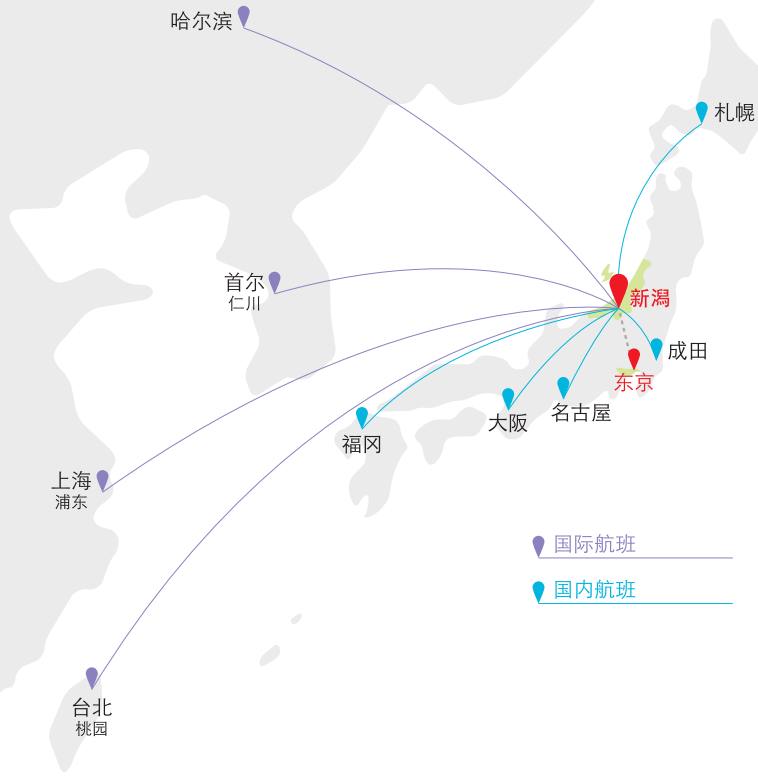 哈尔滨
札幌
首尔
仁川
新潟
成田
东京
名古屋
大阪
福冈
上海
浦东
国际航班
国内航班
台北
桃园